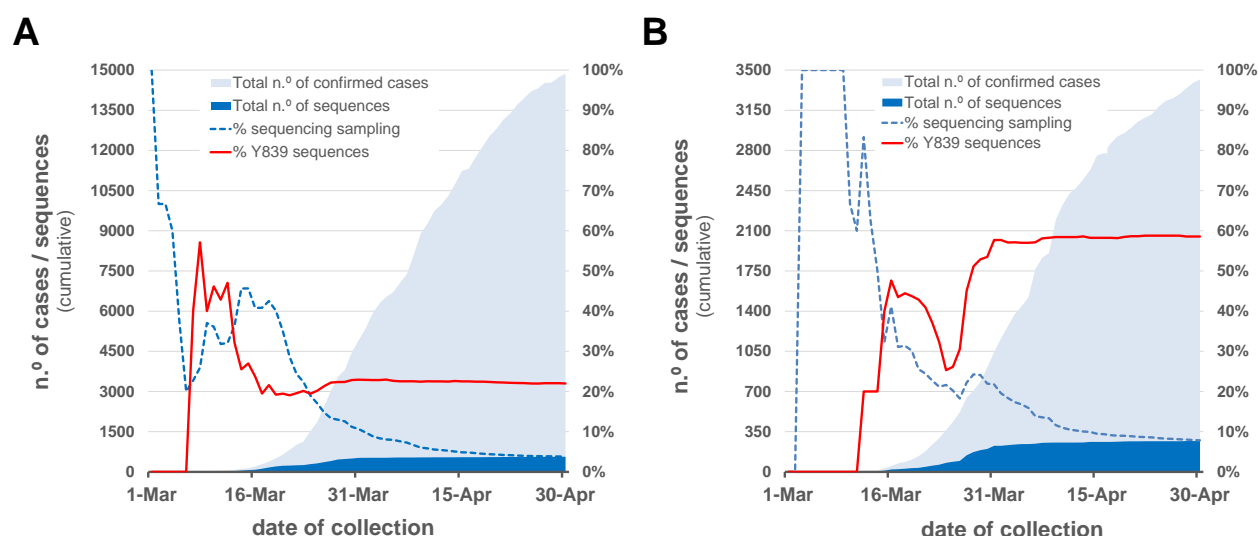 A
15000
13500
12000
10500
9000
7500
6000
4500
3000
1500
0
n.º of cases / sequences
(cumulative)
Total n.º of confirmed cases
Total n.º of sequences
% sequencing sampling
% Y839 sequences
100%
90%
80%
70%
60%
50%
40%
30%
20%
10%
0%
1-Mar 16-Mar 31-Mar 15-Apr 30-Apr
date of collection
B
3500
3150
2800
2450
2100
1750
1400
1050
700
350
0
n.º of cases / sequences
(cumulative)
Total n.º of confirmed cases
Total n.º of sequences
% sequencing sampling
% Y839 sequences
100%
90%
80%
70%
60%
50%
40%
30%
20%
10%
0%
1-Mar 16-Mar 31-Mar 15-Apr 30-Apr
date of collection